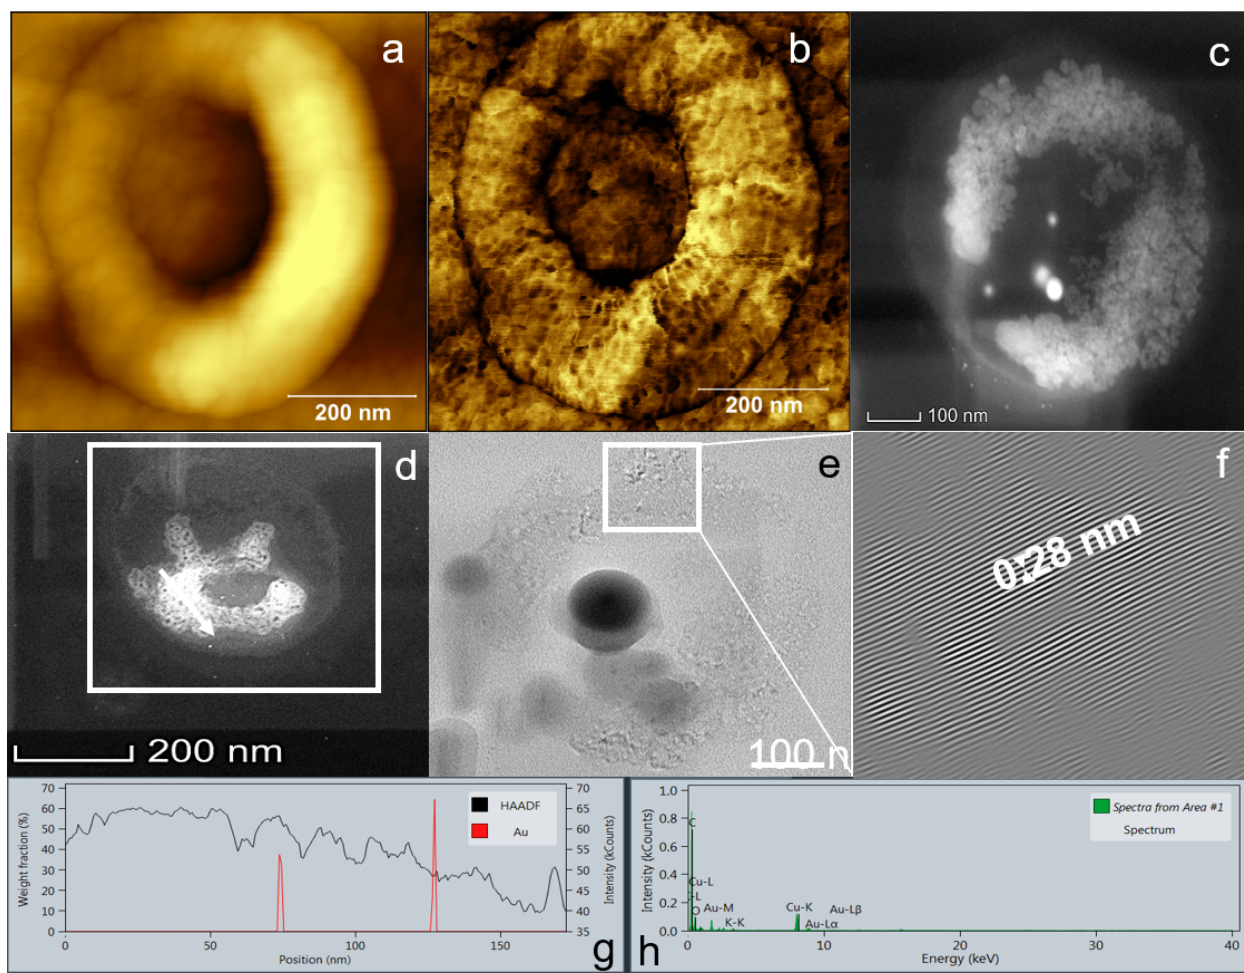 a
200 nm
b
200 nm
c
100 nm
d
200 nm
e
100 n
f
0.28 nm
70
60
50
40
30
20
10
0
Weight fraction (%)
0
50
100
150
Position (nm)
70
65
60
55
50
45
40
35
Intensity (kCounts)
HAADF
Au
g
1.0
0.8
0.6
0.4
0.2
0.0
Intensity (kCounts)
C
Cu-L
-L
O
Au-M
K-K
Cu-K
Au-Lα
Au-Lβ
Spectra from Area #1
Spectrum
0
10
20
30
40
Energy (keV)
h